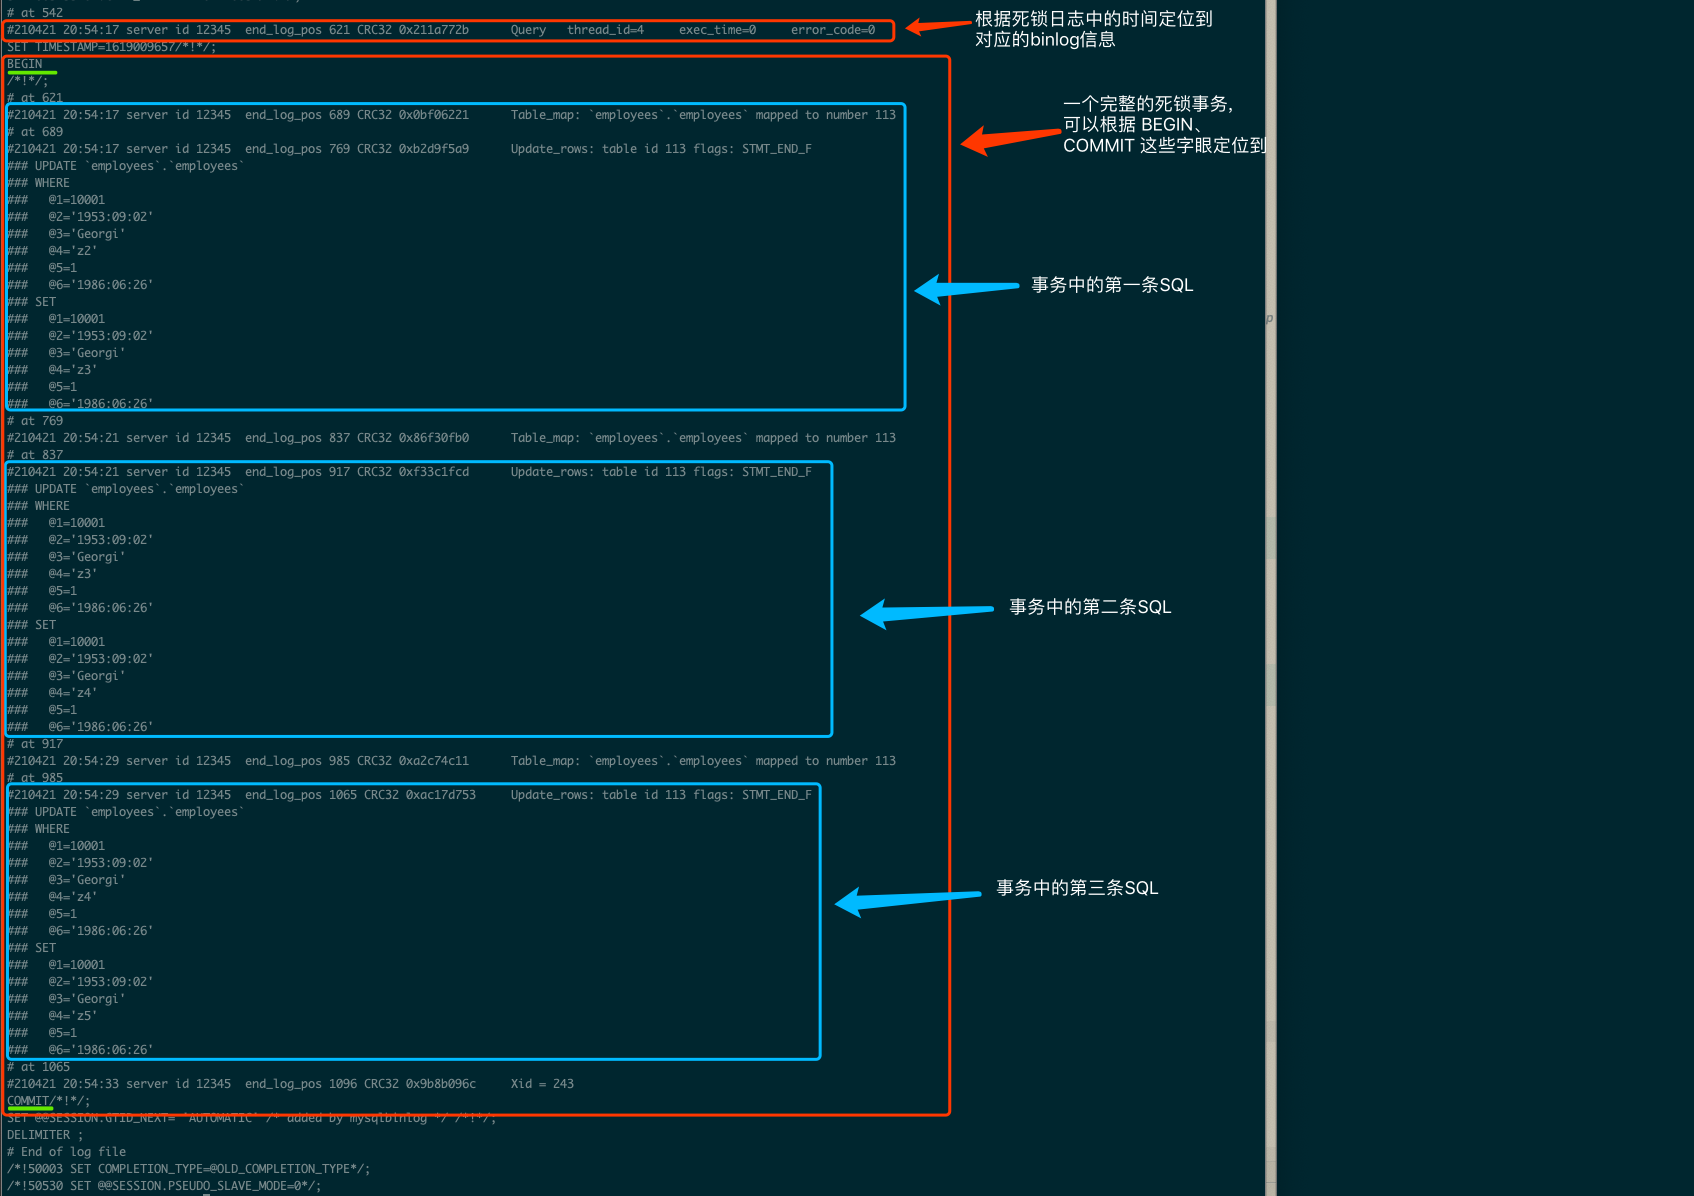 # at 542
#210421 20:54:17 server id 12345  end_log_pos 621 CRC32 0x211a772b      Query   thread_id=4     exec_time=0     error_code=0
根据死锁日志中的时间定位到
对应的binlog信息
SET TIMESTAMP=1619009657/*!*/;
BEGIN
/*!*/;
# at 621
#210421 20:54:17 server id 12345  end_log_pos 689 CRC32 0x0bf06221      Table_map: `employees`.`employees` mapped to number 113
一个完整的死锁事务,
可以根据 BEGIN、
COMMIT 这些字眼定位到
# at 689
#210421 20:54:17 server id 12345  end_log_pos 769 CRC32 0xb2d9f5a9      Update_rows: table id 113 flags: STMT_END_F
### UPDATE `employees`.`employees`
### WHERE
###   @1=10001
###   @2='1953:09:02'
###   @3='Georgi'
###   @4='z2'
###   @5=1
###   @6='1986:06:26'
事务中的第一条SQL
### SET
###   @1=10001
###   @2='1953:09:02'
###   @3='Georgi'
###   @4='z3'
###   @5=1
###   @6='1986:06:26'
# at 769
#210421 20:54:21 server id 12345  end_log_pos 837 CRC32 0x86f30fb0      Table_map: `employees`.`employees` mapped to number 113
# at 837
#210421 20:54:21 server id 12345  end_log_pos 917 CRC32 0xf33c1fcd      Update_rows: table id 113 flags: STMT_END_F
### UPDATE `employees`.`employees`
### WHERE
###   @1=10001
###   @2='1953:09:02'
###   @3='Georgi'
###   @4='z3'
###   @5=1
###   @6='1986:06:26'
事务中的第二条SQL
### SET
###   @1=10001
###   @2='1953:09:02'
###   @3='Georgi'
###   @4='z4'
###   @5=1
###   @6='1986:06:26'
# at 917
#210421 20:54:29 server id 12345  end_log_pos 985 CRC32 0xa2c74c11      Table_map: `employees`.`employees` mapped to number 113
# at 985
#210421 20:54:29 server id 12345  end_log_pos 1065 CRC32 0xac17d753     Update_rows: table id 113 flags: STMT_END_F
### UPDATE `employees`.`employees`
### WHERE
###   @1=10001
###   @2='1953:09:02'
###   @3='Georgi'
###   @4='z4'
事务中的第三条SQL
###   @5=1
###   @6='1986:06:26'
### SET
###   @1=10001
###   @2='1953:09:02'
###   @3='Georgi'
###   @4='z5'
###   @5=1
###   @6='1986:06:26'
# at 1065
#210421 20:54:33 server id 12345  end_log_pos 1096 CRC32 0x9b8b096c     Xid = 243
COMMIT/*!*/;
SET @@SESSION.GTID_NEXT= `AUTOMATIC` /* added by mysqlbinlog */ /*!*/;
DELIMITER ;
# End of log file
/*!50003 SET COMPLETION_TYPE=@OLD_COMPLETION_TYPE*/;
/*!50530 SET @@SESSION.PSEUDO_SLAVE_MODE=0*/;